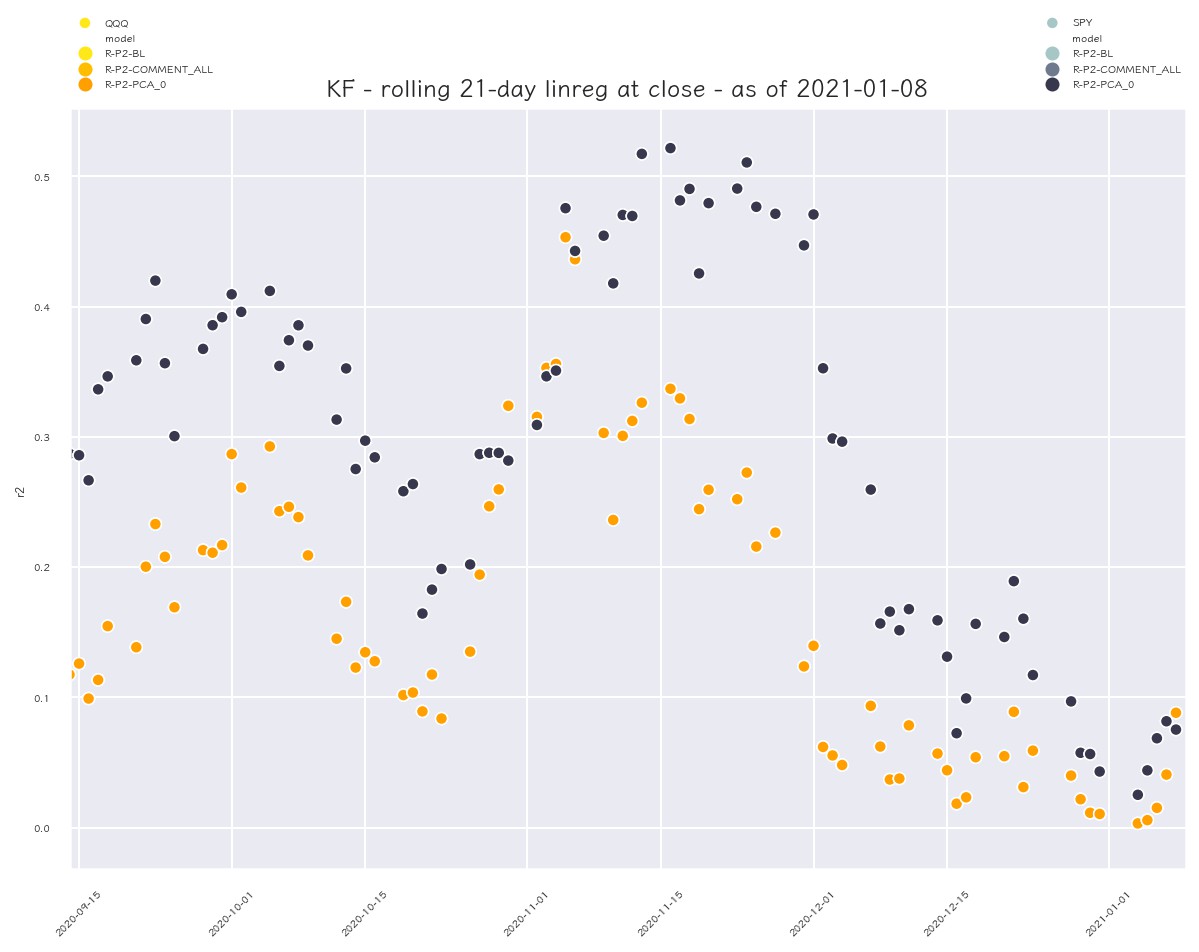 QQQ
model
R-P2-BL
R-P2-COMMENT_ALL
R-P2-PCA_0
SPY
model
R-P2-BL
R-P2-COMMENT_ALL
R-P2-PCA_0
KF - rolling 21-day linreg at close - as of 2021-01-08
r2
0.5
0.4
0.3
0.2
0.1
0.0
2020-09-15
2020-10-01
2020-10-15
2020-11-01
2020-11-15
2020-12-01
2020-12-15
2021-01-01